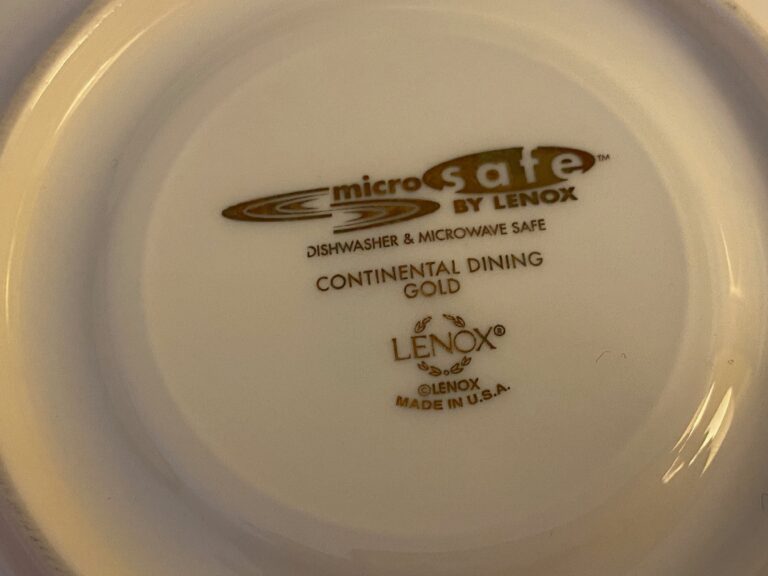 micro safe™
BY LENOX
DISHWASHER & MICROWAVE SAFE
CONTINENTAL DINING
GOLD
LENOX®
©LENOX
MADE IN U.S.A.